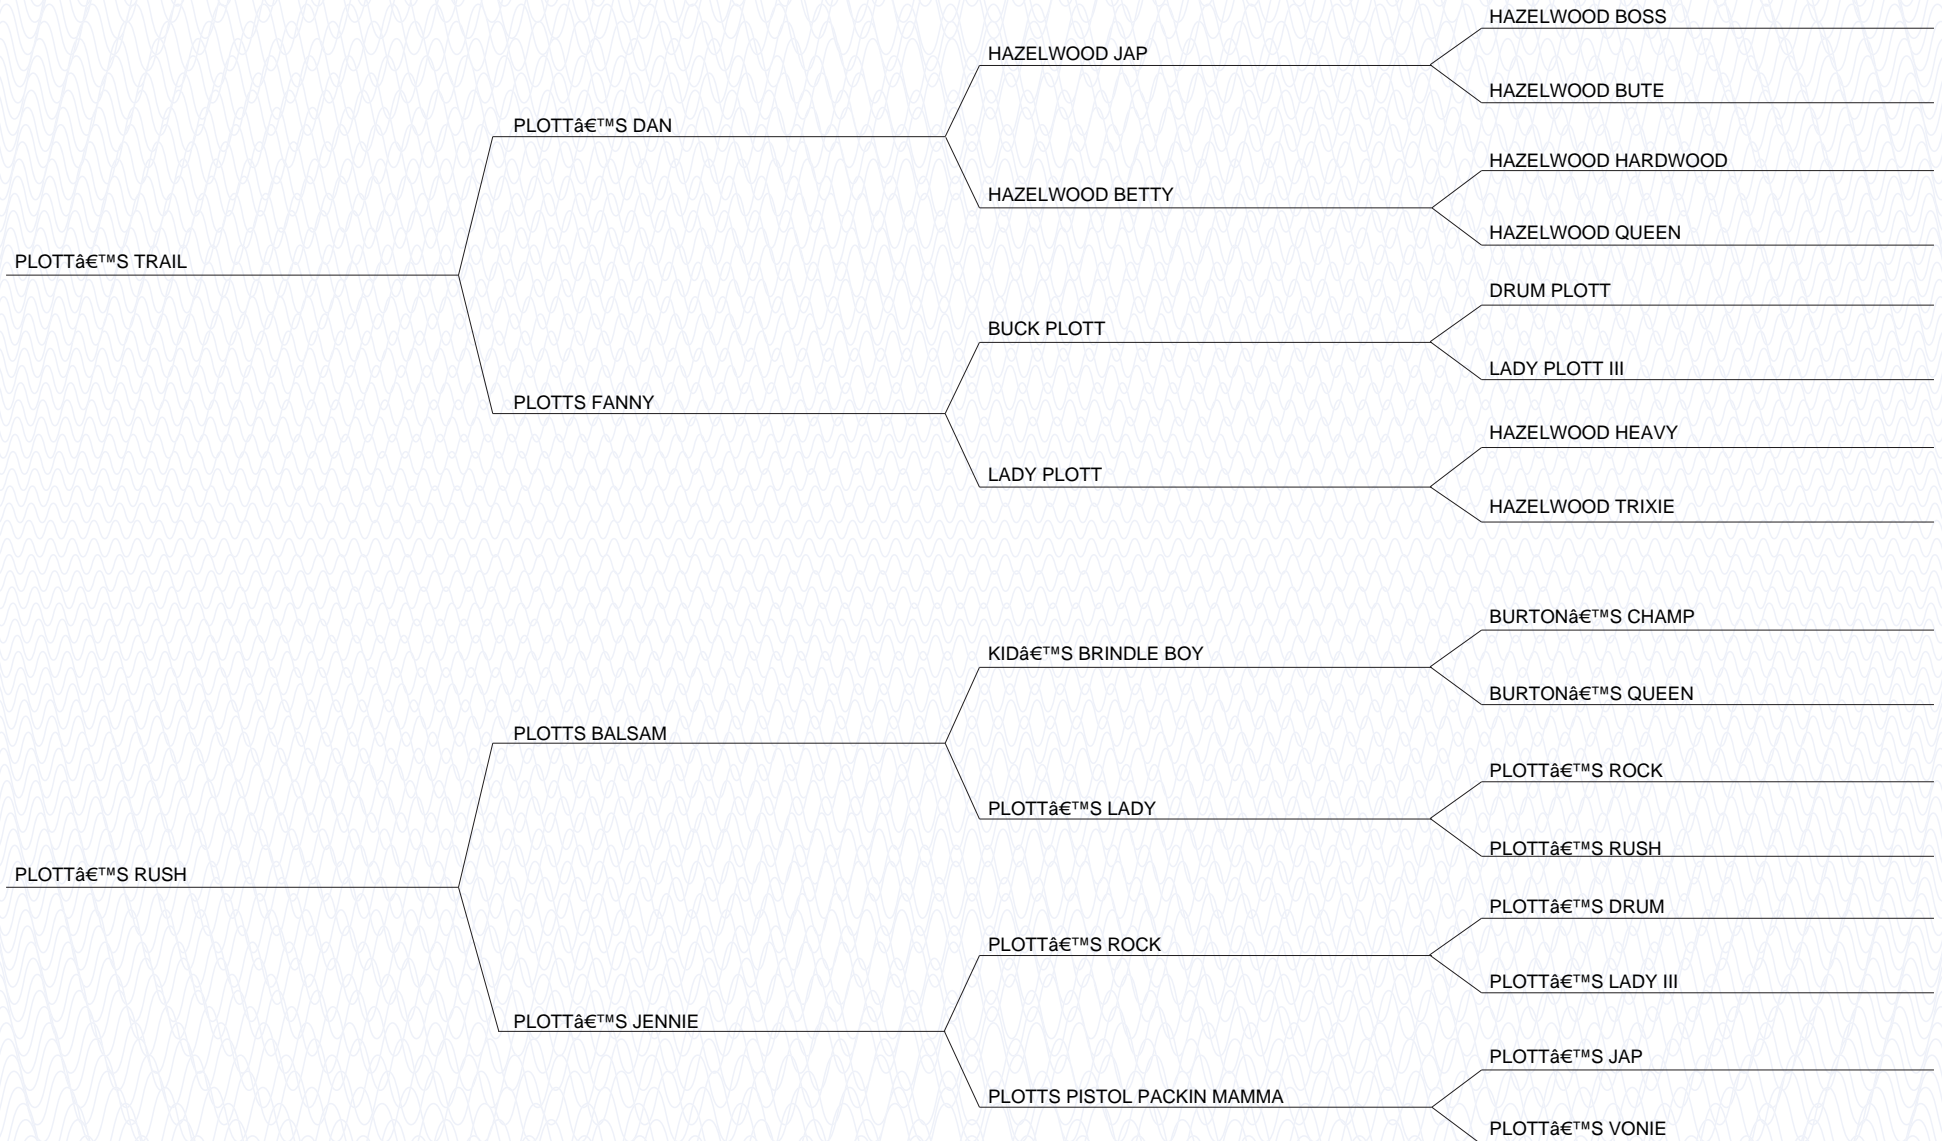 HAZELWOOD BOSS
HAZELWOOD JAP
HAZELWOOD BUTE
PLOTTâ€™S DAN
HAZELWOOD HARDWOOD
HAZELWOOD BETTY
HAZELWOOD QUEEN
PLOTTâ€™S TRAIL
DRUM PLOTT
BUCK PLOTT
LADY PLOTT III
PLOTTS FANNY
HAZELWOOD HEAVY
LADY PLOTT
HAZELWOOD TRIXIE
BURTONâ€™S CHAMP
KIDâ€™S BRINDLE BOY
BURTONâ€™S QUEEN
PLOTTS BALSAM
PLOTTâ€™S ROCK
PLOTTâ€™S LADY
PLOTTâ€™S RUSH
PLOTTâ€™S RUSH
PLOTTâ€™S DRUM
PLOTTâ€™S ROCK
PLOTTâ€™S LADY III
PLOTTâ€™S JENNIE
PLOTTâ€™S JAP
PLOTTS PISTOL PACKIN MAMMA
PLOTTâ€™S VONIE